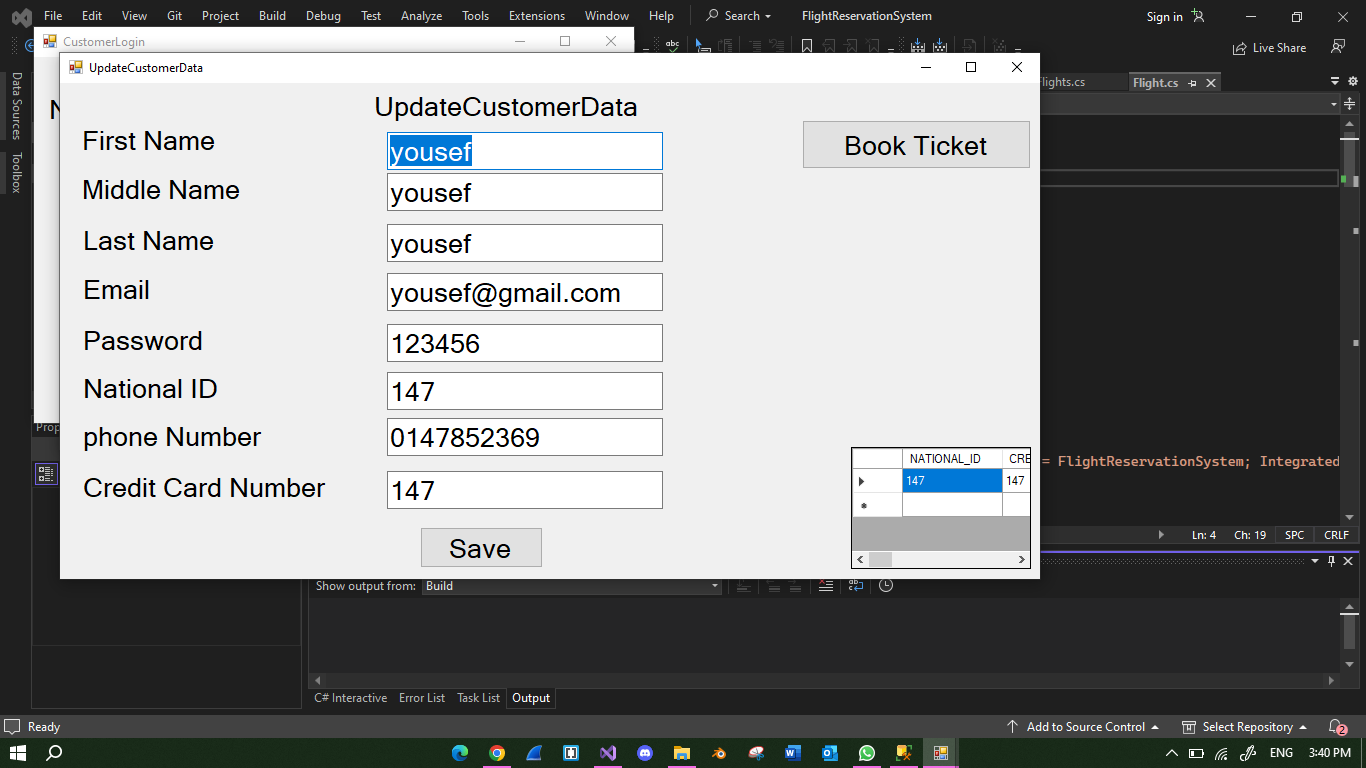 File Edit View Git Project Build Debug Test Analyze Tools Extensions Window Help Search FlightReservationSystem Sign in
CustomerLogin
Live Share
UpdateCustomerData
Data Sources
Toolbox
Flight.cs
UpdateCustomerData
First Name yousef
Book Ticket
Middle Name yousef
Last Name yousef
Email yousef@gmail.com
Password 123456
National ID 147
phone Number 0147852369
Credit Card Number 147
Save
NATIONAL_ID CRE
147 147
= FlightReservationSystem; Integrated
Ln: 4 Ch: 19 SPC CRLF
Show output from: Build
C# Interactive Error List Task List Output
Ready Add to Source Control Select Repository 2
ENG 3:40 PM